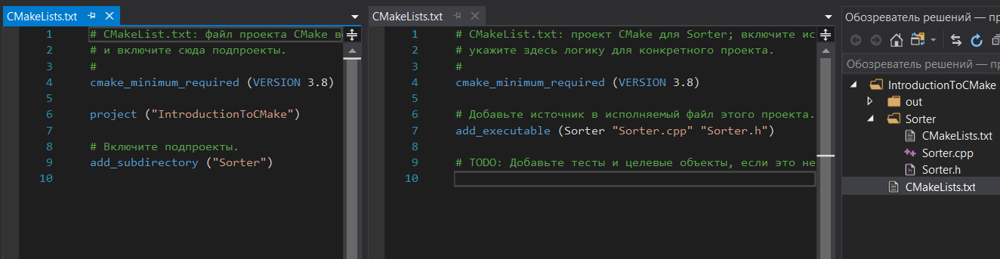 CMakeLists.txt
1 # CMakeList.txt: файл проекта CMake в
2 # и включите сюда подпроекты.
3 #
4 cmake_minimum_required (VERSION 3.8)
5
6 project ("IntroductionToCMake")
7
8 # Включите подпроекты.
9 add_subdirectory ("Sorter")
10
CMakeLists.txt
1 # CMakeList.txt: проект CMake для Sorter; включите ис
2 # укажите здесь логику для конкретного проекта.
3 #
4 cmake_minimum_required (VERSION 3.8)
5
6 # Добавьте источник в исполняемый файл этого проекта.
7 add_executable (Sorter "Sorter.cpp" "Sorter.h")
8
9 # TODO: Добавьте тесты и целевые объекты, если это не
10
Обозреватель решений — пр
Обозреватель решений — пр
IntroductionToCMake
out
Sorter
CMakeLists.txt
Sorter.cpp
Sorter.h
CMakeLists.txt